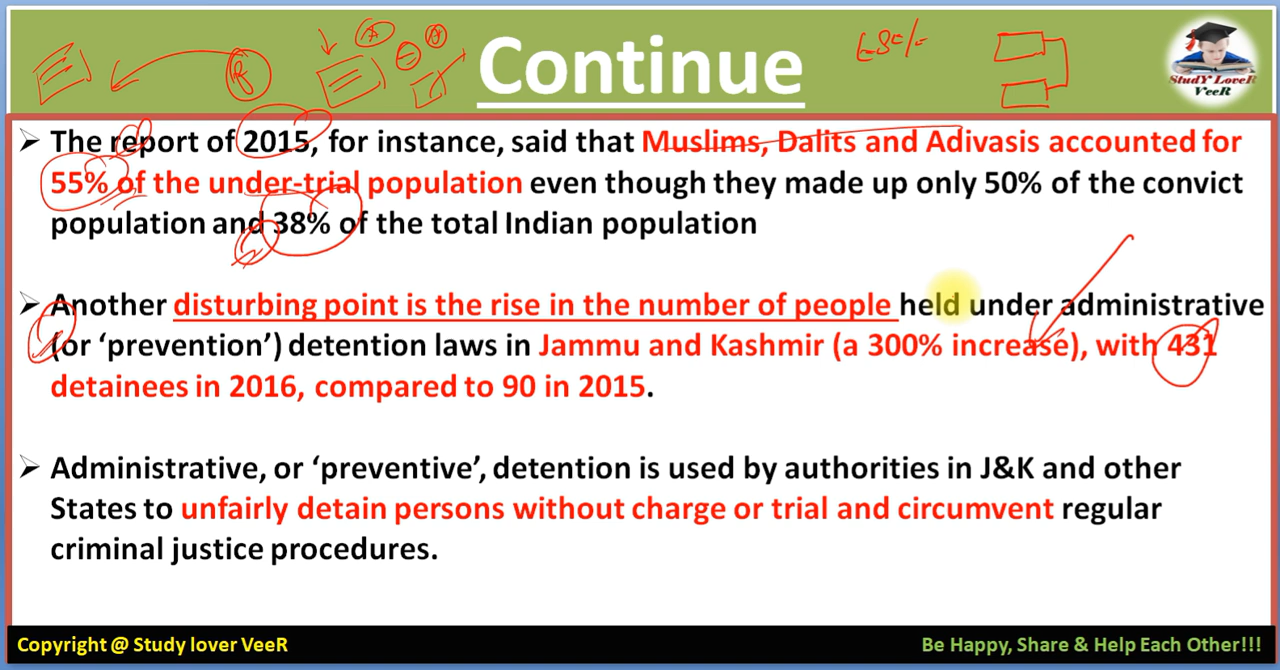 Continue
StudY LoveR
VeeR
➤ The report of 2015, for instance, said that Muslims, Dalits and Adivasis accounted for
55% of the under-trial population even though they made up only 50% of the convict
population and 38% of the total Indian population
➤ Another disturbing point is the rise in the number of people held under administrative
(or ‘prevention’) detention laws in Jammu and Kashmir (a 300% increase), with 431
detainees in 2016, compared to 90 in 2015.
➤ Administrative, or ‘preventive’, detention is used by authorities in J&K and other
States to unfairly detain persons without charge or trial and circumvent regular
criminal justice procedures.
Copyright @ Study lover VeeR
Be Happy, Share & Help Each Other!!!